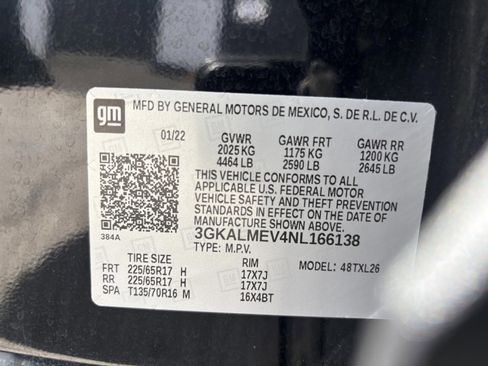 gm
MFD BY GENERAL MOTORS DE MEXICO, S. DE R.L. DE C.V.
01/22 GVWR GAWR FRT GAWR RR
2025 KG 1175 KG 1200 KG
4464 LB 2590 LB 2645 LB
THIS VEHICLE CONFORMS TO ALL
APPLICABLE U.S. FEDERAL MOTOR
VEHICLE SAFETY AND THEFT PREVENTION
STANDARDS IN EFFECT ON THE DATE OF
MANUFACTURE SHOWN ABOVE.
384A 3GKALMEV4NL166138
TYPE: M.P.V. MODEL: 48TXL26
TIRE SIZE RIM
FRT 225/65R17 H 17X7J
RR 225/65R17 H 17X7J
SPA T135/70R16 M 16X4BT